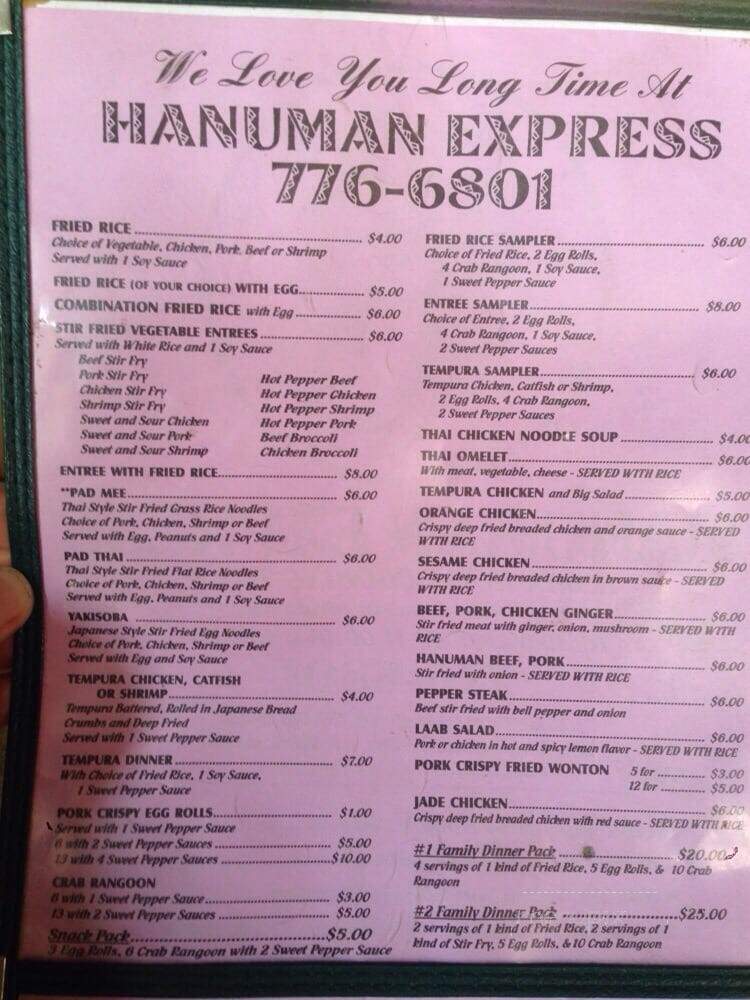 We Love You Long Time At
HANUMAN EXPRESS
776-6801
FRIED RICE ... $4.00
Choice of Vegetable, Chicken, Pork, Beef or Shrimp
Served with 1 Soy Sauce
FRIED RICE (OF YOUR CHOICE) WITH EGG ... $5.00
COMBINATION FRIED RICE with Egg ... $6.00
STIR FRIED VEGETABLE ENTREES ... $6.00
Served with White Rice and 1 Soy Sauce
Beef Stir Fry
Pork Stir Fry
Chicken Stir Fry
Shrimp Stir Fry
Sweet and Sour Chicken
Sweet and Sour Pork
Sweet and Sour Shrimp
Hot Pepper Beef
Hot Pepper Chicken
Hot Pepper Shrimp
Hot Pepper Pork
Beef Broccoli
Chicken Broccoli
ENTREE WITH FRIED RICE ... $8.00
**PAD MEE ... $6.00
Thai Style Stir Fried Grass Rice Noodles
Choice of Pork, Chicken, Shrimp or Beef
Served with Egg, Peanuts and 1 Soy Sauce
PAD THAI ... $6.00
Thai Style Stir Fried Flat Rice Noodles
Choice of Pork, Chicken, Shrimp or Beef
Served with Egg, Peanuts and 1 Soy Sauce
YAKISOBA ... $6.00
Japanese Style Stir Fried Egg Noodles
Choice of Pork, Chicken, Shrimp or Beef
Served with Egg and Soy Sauce
TEMPURA CHICKEN, CATFISH
OR SHRIMP ... $4.00
Tempura Battered, Rolled in Japanese Bread
Crumbs and Deep Fried
Served with 1 Sweet Pepper Sauce
TEMPURA DINNER ... $7.00
With Choice of Fried Rice, 1 Soy Sauce,
1 Sweet Pepper Sauce
PORK CRISPY EGG ROLLS ... $1.00
Served with 1 Sweet Pepper Sauce
6 with 2 Sweet Pepper Sauces ... $5.00
13 with 4 Sweet Pepper Sauces ... $10.00
CRAB RANGOON
6 with 1 Sweet Pepper Sauce ... $3.00
13 with 2 Sweet Pepper Sauces ... $5.00
Snack Pack ... $5.00
3 Egg Rolls, 6 Crab Rangoon with 2 Sweet Pepper Sauce
FRIED RICE SAMPLER ... $6.00
Choice of Fried Rice, 2 Egg Rolls,
4 Crab Rangoon, 1 Soy Sauce,
1 Sweet Pepper Sauce
ENTREE SAMPLER ... $8.00
Choice of Entree, 2 Egg Rolls,
4 Crab Rangoon, 1 Soy Sauce,
2 Sweet Pepper Sauces
TEMPURA SAMPLER ... $6.00
Tempura Chicken, Catfish or Shrimp,
2 Egg Rolls, 4 Crab Rangoon,
2 Sweet Pepper Sauces
THAI CHICKEN NOODLE SOUP ... $4.00
THAI OMELET ... $6.00
With meat, vegetable, cheese - SERVED WITH RICE
TEMPURA CHICKEN and Big Salad ... $5.00
ORANGE CHICKEN ... $6.00
Crispy deep fried breaded chicken and orange sauce - SERVED
WITH RICE
SESAME CHICKEN ... $6.00
Crispy deep fried breaded chicken in brown sauce - SERVED
WITH RICE
BEEF, PORK, CHICKEN GINGER ... $6.00
Stir fried meat with ginger, onion, mushroom - SERVED WITH
RICE
HANUMAN BEEF, PORK ... $6.00
Stir fried with onion - SERVED WITH RICE
PEPPER STEAK ... $6.00
Beef stir fried with bell pepper and onion
LAAB SALAD ... $6.00
Pork or chicken in hot and spicy lemon flavor - SERVED WITH RICE
PORK CRISPY FRIED WONTON 5 for ... $3.00
12 for ... $5.00
JADE CHICKEN ... $6.00
Crispy deep fried breaded chicken with red sauce - SERVED WITH RICE
#1 Family Dinner Pack ... $20.00
4 servings of 1 kind of Fried Rice, 5 Egg Rolls, & 10 Crab
Rangoon
#2 Family Dinner Pack ... $25.00
2 servings of 1 kind of Fried Rice, 2 servings of 1
kind of Stir Fry, 5 Egg Rolls, & 10 Crab Rangoon